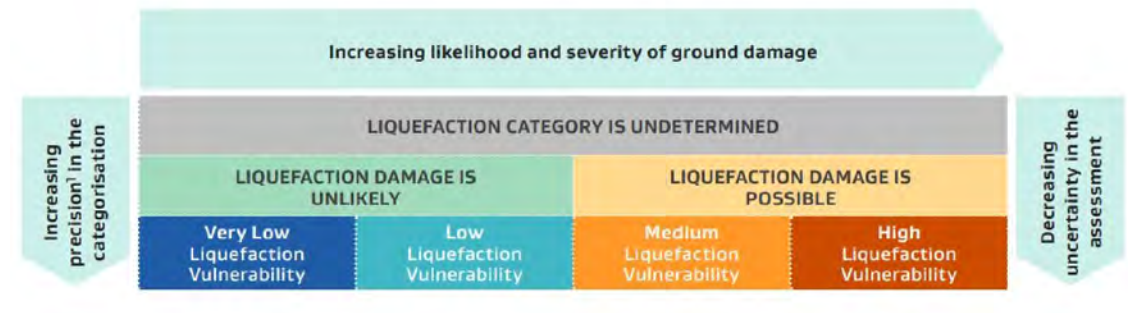 Increasing likelihood and severity of ground damage
Increasing
precision¹ in the
categorisation
LIQUEFACTION CATEGORY IS UNDETERMINED
LIQUEFACTION DAMAGE IS
UNLIKELY
LIQUEFACTION DAMAGE IS
POSSIBLE
Very Low
Liquefaction
Vulnerability
Low
Liquefaction
Vulnerability
Medium
Liquefaction
Vulnerability
High
Liquefaction
Vulnerability
Decreasing
uncertainty in the
assessment